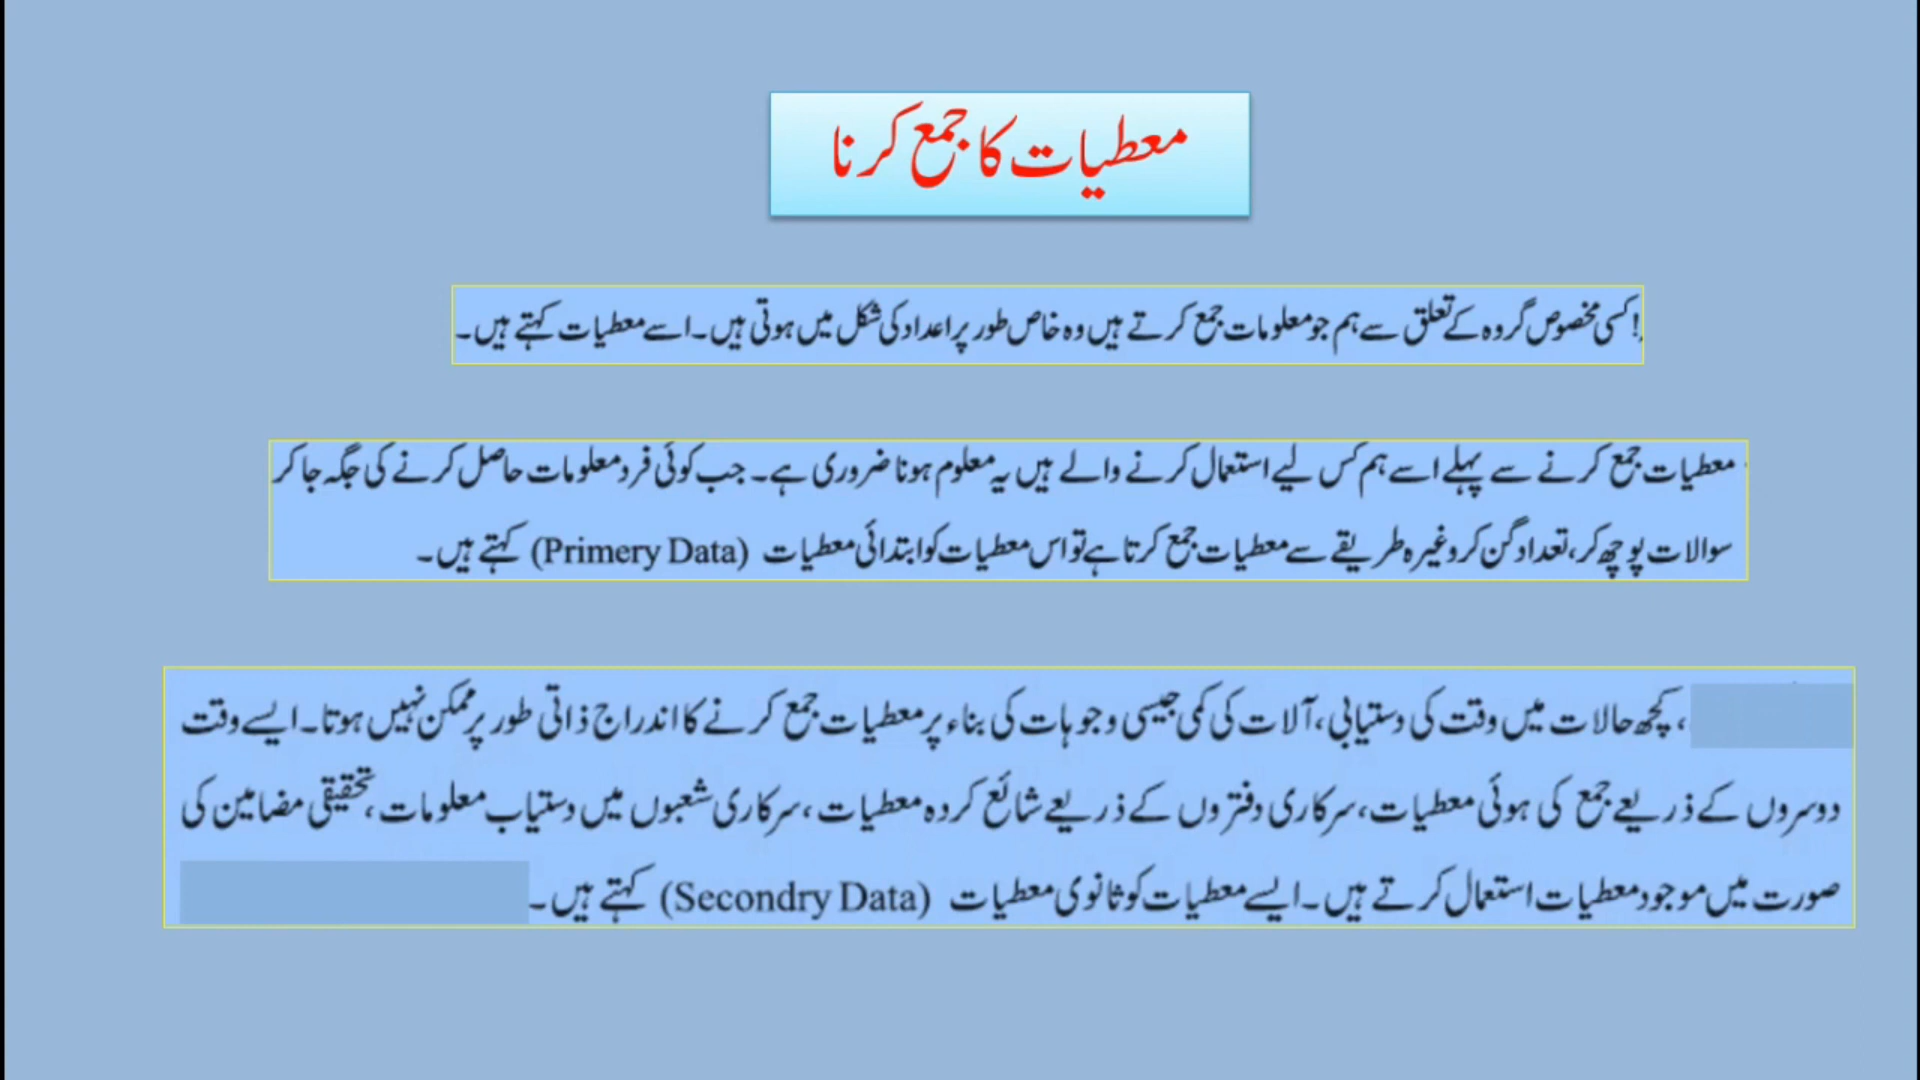 معطیات کا جمع کرنا
کسی مخصوص گروہ کے تعلق سے ہم جو معلومات جمع کرتے ہیں وہ خاص طور پر اعداد کی شکل میں ہوتی ہیں۔ اسے معطیات کہتے ہیں۔
معطیات جمع کرنے سے پہلے اسے ہم کس لیے استعمال کرنے والے ہیں یہ معلوم ہونا ضروری ہے۔ جب کوئی فرد معلومات حاصل کرنے کی جگہ جا کر
سوالات پوچھ کر، تعداد گن کر وغیرہ طریقے سے معطیات جمع کرتا ہے تو اس معطیات کو ابتدائی معطیات (Primery Data) کہتے ہیں۔
، کچھ حالات میں وقت کی دستیابی، آلات کی کمی جیسی وجوہات کی بناء پر معطیات جمع کرنے کا اندراج ذاتی طور پر ممکن نہیں ہوتا۔ ایسے وقت
دوسروں کے ذریعے جمع کی ہوئی معطیات، سرکاری دفتروں کے ذریعے شائع کردہ معطیات، سرکاری شعبوں میں دستیاب معلومات، تحقیقی مضامین کی
صورت میں موجود معطیات استعمال کرتے ہیں۔ ایسے معطیات کو ثانوی معطیات (Secondry Data) کہتے ہیں۔